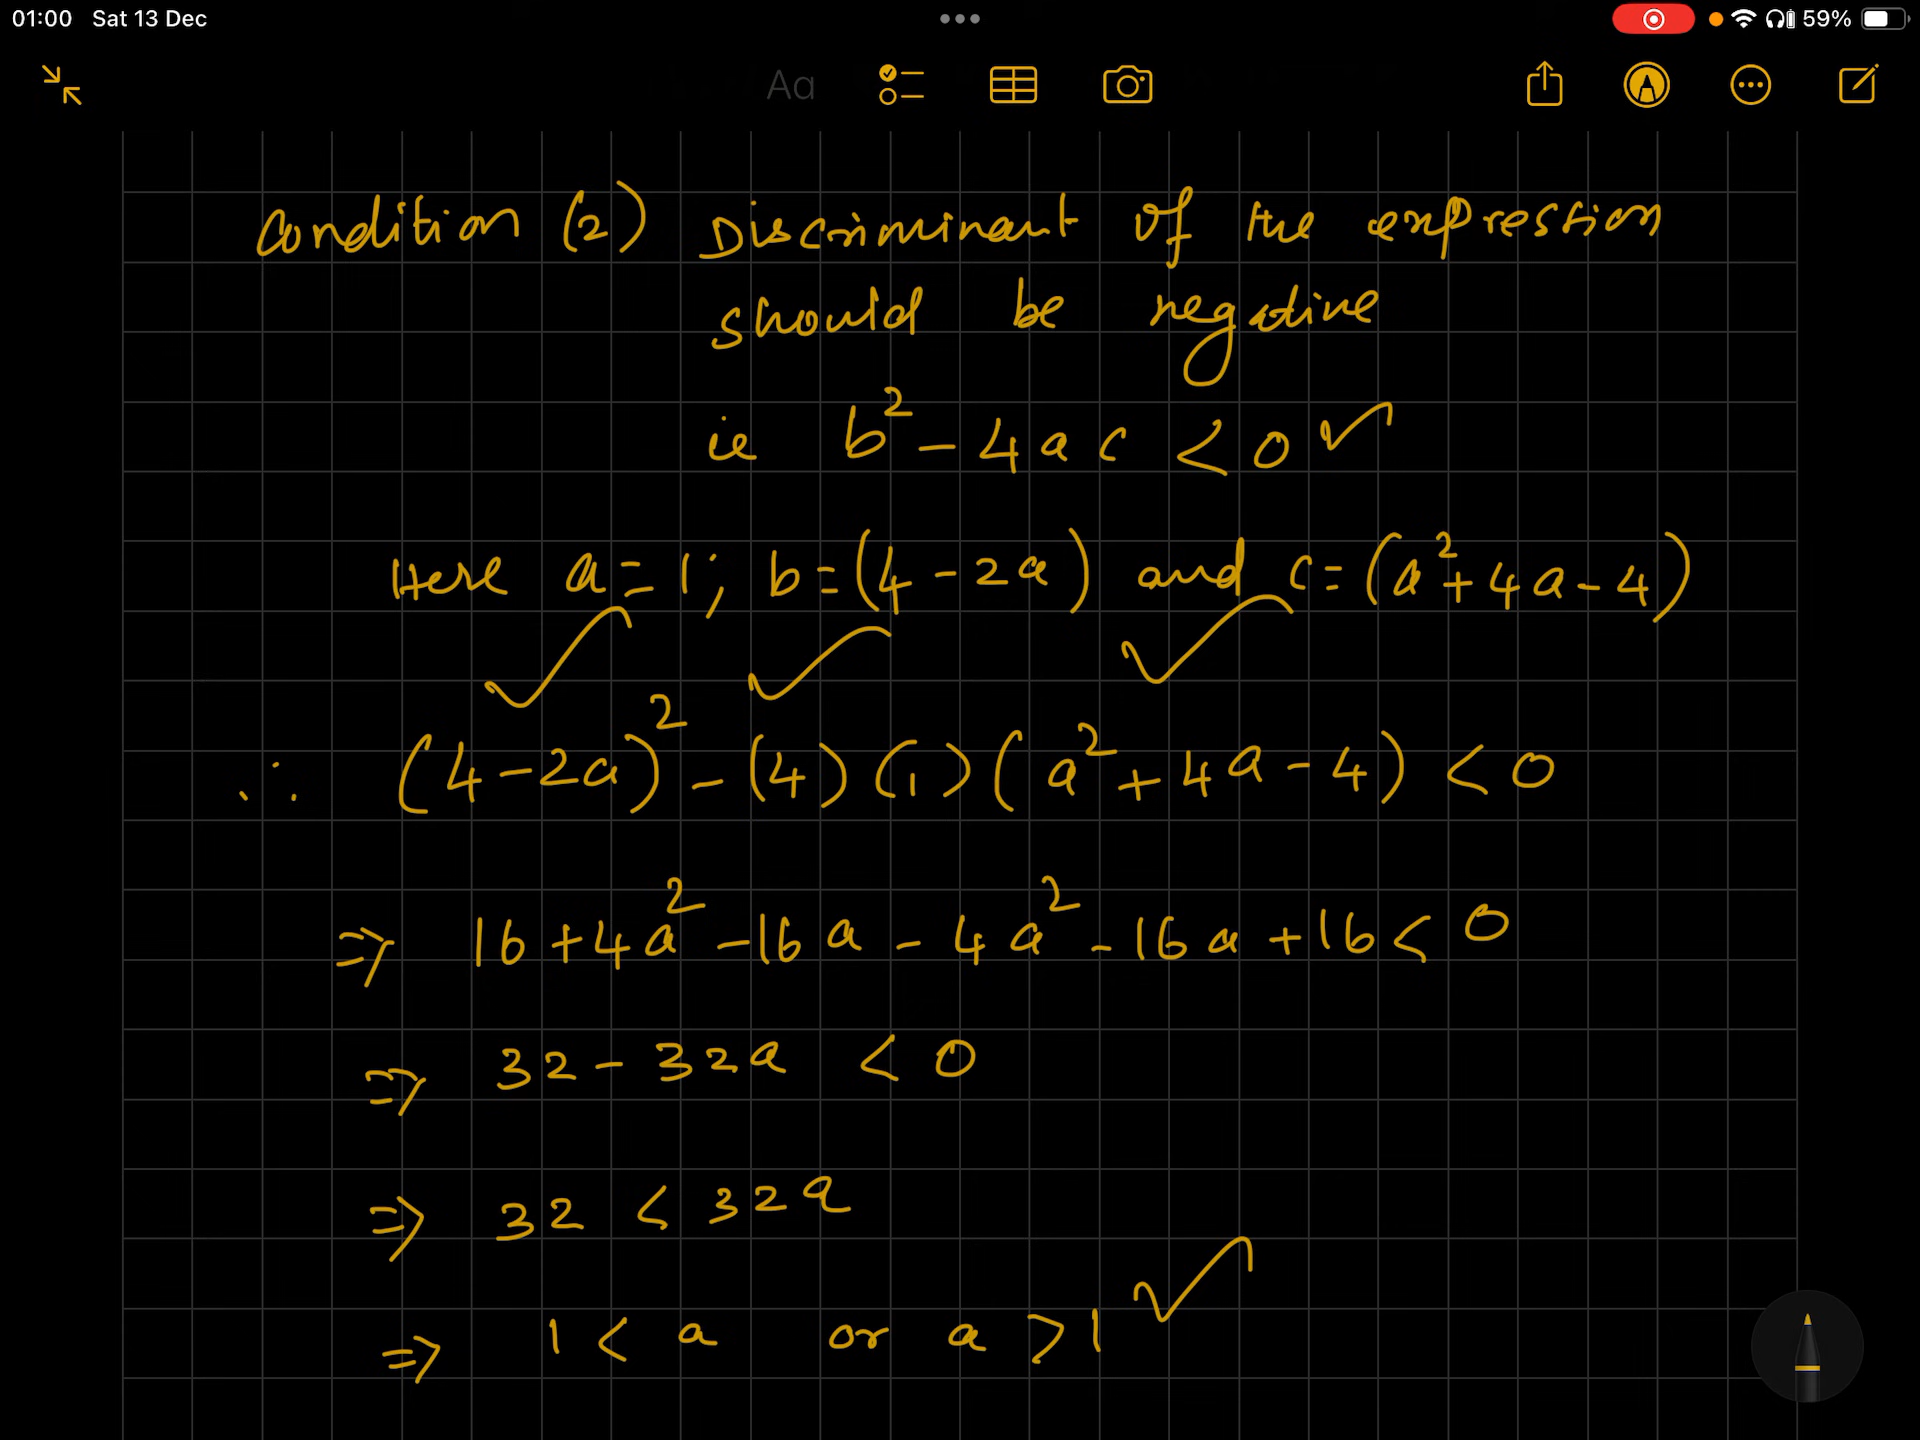 01:00 Sat 13 Dec 59%
Aa
Condition (2) Discriminant of the expression
should be negative
ie b² - 4ac < 0 ✓
Here a = 1; b = (4 - 2a) and c = (a² + 4a - 4)
∴ (4 - 2a)² - (4)(1)(a² + 4a - 4) < 0
⇒ 16 + 4a² - 16a - 4a² - 16a + 16 < 0
⇒ 32 - 32a < 0
⇒ 32 < 32a
⇒ 1 < a or a > 1 ✓